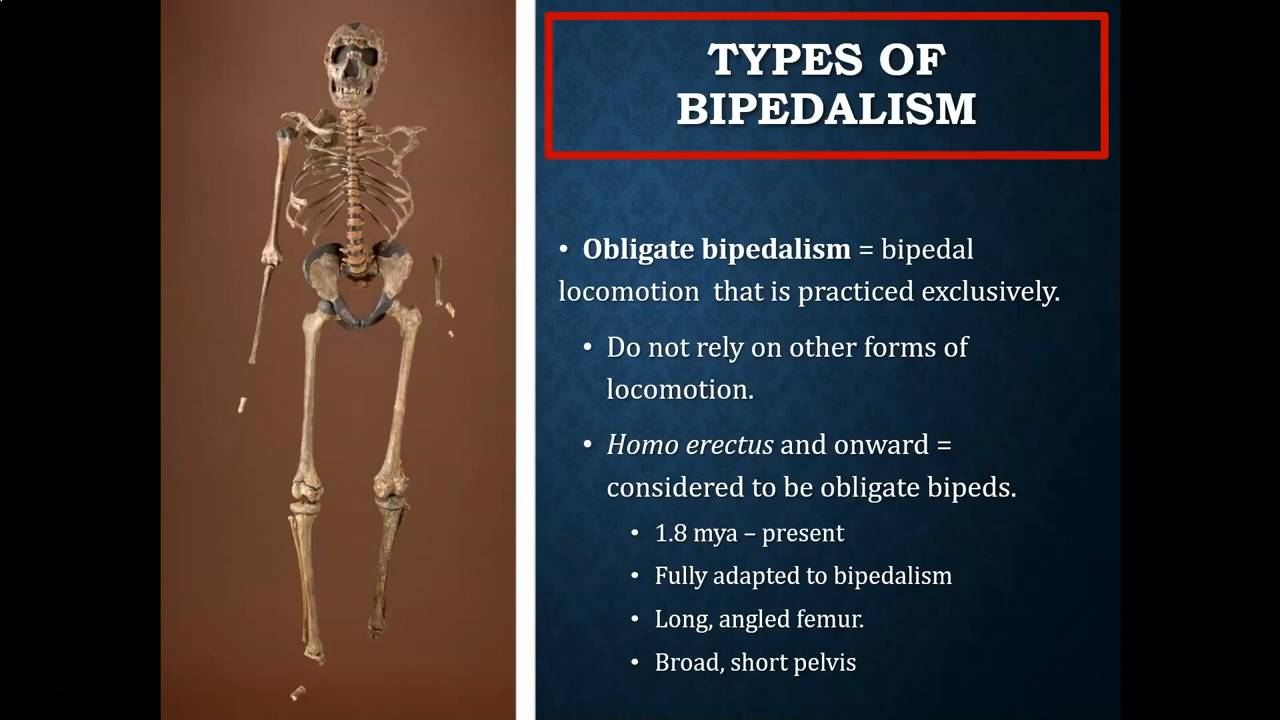 TYPES OF
BIPEDALISM
• Obligate bipedalism = bipedal
locomotion that is practiced exclusively.
• Do not rely on other forms of
locomotion.
• Homo erectus and onward =
considered to be obligate bipeds.
• 1.8 mya – present
• Fully adapted to bipedalism
• Long, angled femur.
• Broad, short pelvis